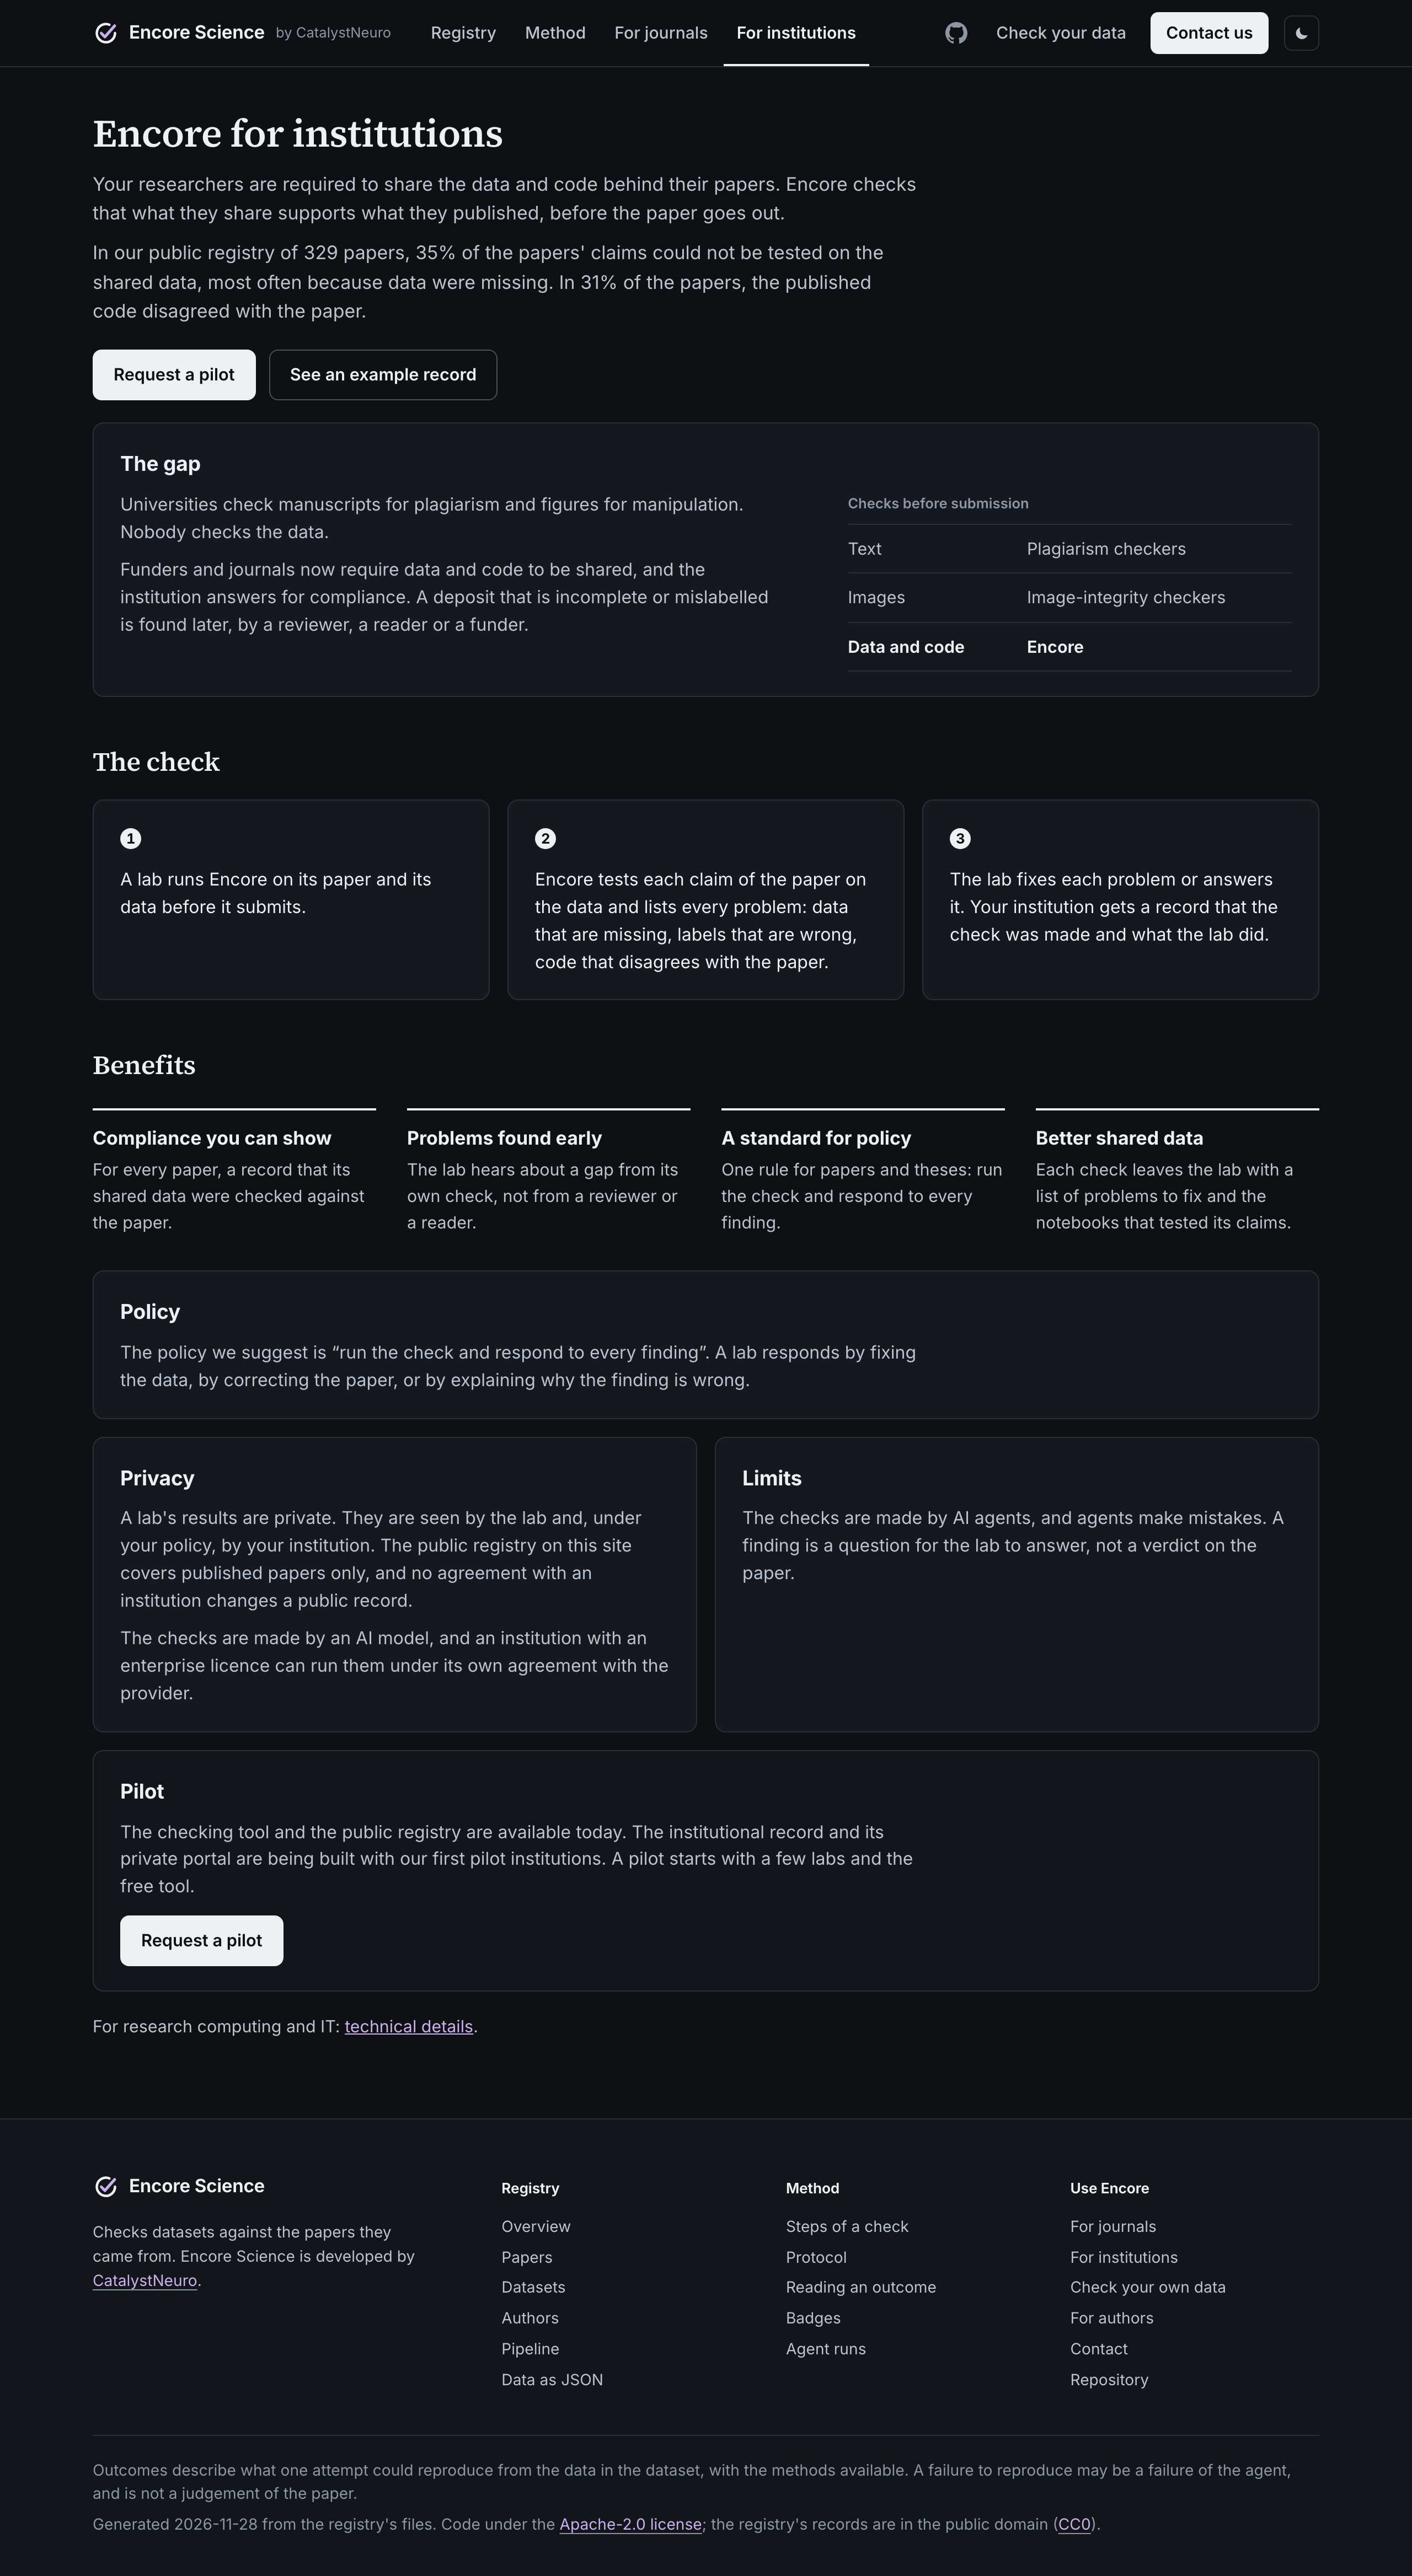 Encore Science by CatalystNeuro Registry Method For journals For institutions Check your data Contact us
Encore for institutions
Your researchers are required to share the data and code behind their papers. Encore checks
that what they share supports what they published, before the paper goes out.
In our public registry of 329 papers, 35% of the papers' claims could not be tested on the
shared data, most often because data were missing. In 31% of the papers, the published
code disagreed with the paper.
Request a pilot See an example record
The gap
Universities check manuscripts for plagiarism and figures for manipulation.
Nobody checks the data.
Funders and journals now require data and code to be shared, and the
institution answers for compliance. A deposit that is incomplete or mislabelled
is found later, by a reviewer, a reader or a funder.
Checks before submission
Text Plagiarism checkers
Images Image-integrity checkers
Data and code Encore
The check
1
A lab runs Encore on its paper and its
data before it submits.
2
Encore tests each claim of the paper on
the data and lists every problem: data
that are missing, labels that are wrong,
code that disagrees with the paper.
3
The lab fixes each problem or answers
it. Your institution gets a record that the
check was made and what the lab did.
Benefits
Compliance you can show
For every paper, a record that its
shared data were checked against
the paper.
Problems found early
The lab hears about a gap from its
own check, not from a reviewer or
a reader.
A standard for policy
One rule for papers and theses: run
the check and respond to every
finding.
Better shared data
Each check leaves the lab with a
list of problems to fix and the
notebooks that tested its claims.
Policy
The policy we suggest is “run the check and respond to every finding”. A lab responds by fixing
the data, by correcting the paper, or by explaining why the finding is wrong.
Privacy
A lab's results are private. They are seen by the lab and, under
your policy, by your institution. The public registry on this site
covers published papers only, and no agreement with an
institution changes a public record.
The checks are made by an AI model, and an institution with an
enterprise licence can run them under its own agreement with the
provider.
Limits
The checks are made by AI agents, and agents make mistakes. A
finding is a question for the lab to answer, not a verdict on the
paper.
Pilot
The checking tool and the public registry are available today. The institutional record and its
private portal are being built with our first pilot institutions. A pilot starts with a few labs and the
free tool.
Request a pilot
For research computing and IT: technical details.
Encore Science
Checks datasets against the papers they
came from. Encore Science is developed by
CatalystNeuro.
Registry
Overview
Papers
Datasets
Authors
Pipeline
Data as JSON
Method
Steps of a check
Protocol
Reading an outcome
Badges
Agent runs
Use Encore
For journals
For institutions
Check your own data
For authors
Contact
Repository
Outcomes describe what one attempt could reproduce from the data in the dataset, with the methods available. A failure to reproduce may be a failure of the agent,
and is not a judgement of the paper.
Generated 2026-11-28 from the registry's files. Code under the Apache-2.0 license; the registry's records are in the public domain (CC0).